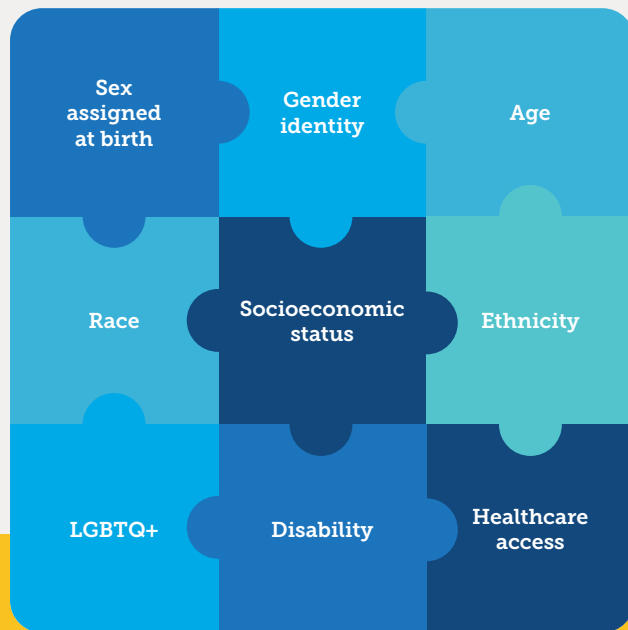 Sex
assigned
at birth
Gender
identity
Age
Race
Socioeconomic
status
Ethnicity
LGBTQ+
Disability
Healthcare
access